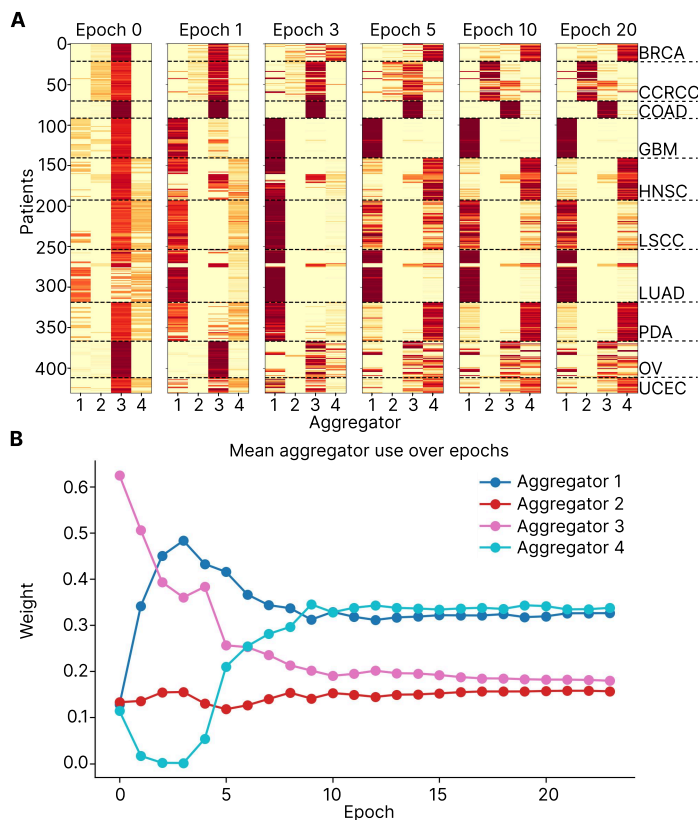 A
Epoch 0 Epoch 1 Epoch 3 Epoch 5 Epoch 10 Epoch 20
0
50
100
150
200
250
300
350
400
Patients
BRCA
CCRCC
COAD
GBM
HNSC
LSCC
LUAD
PDA
OV
UCEC
1 2 3 4 1 2 3 4 1 2 3 4 1 2 3 4 1 2 3 4 1 2 3 4
Aggregator
B
Mean aggregator use over epochs
Aggregator 1
Aggregator 2
Aggregator 3
Aggregator 4
0.6
0.5
0.4
0.3
0.2
0.1
0.0
Weight
0 5 10 15 20
Epoch